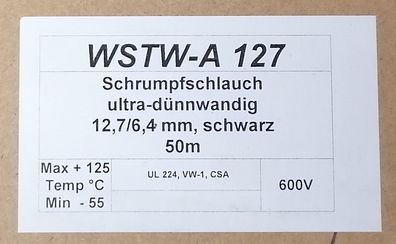 WSTW-A 127
Schrumpfschlauch
ultra-dünnwandig
12,7/6,4 mm, schwarz
50m
Max + 125
Temp °C
Min - 55
UL 224, VW-1, CSA
600V